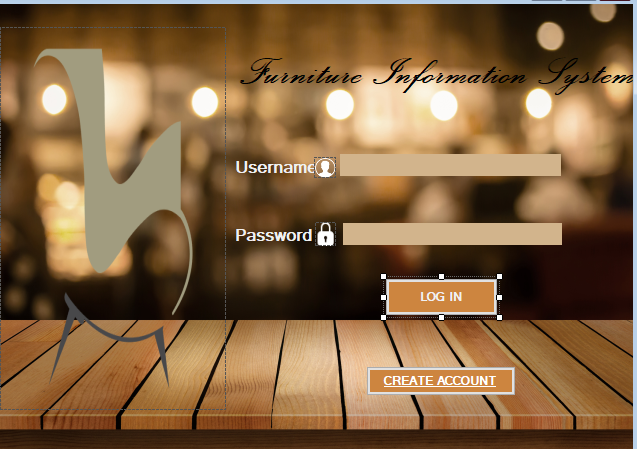 Furniture Information System
Username
Password
LOG IN
CREATE ACCOUNT